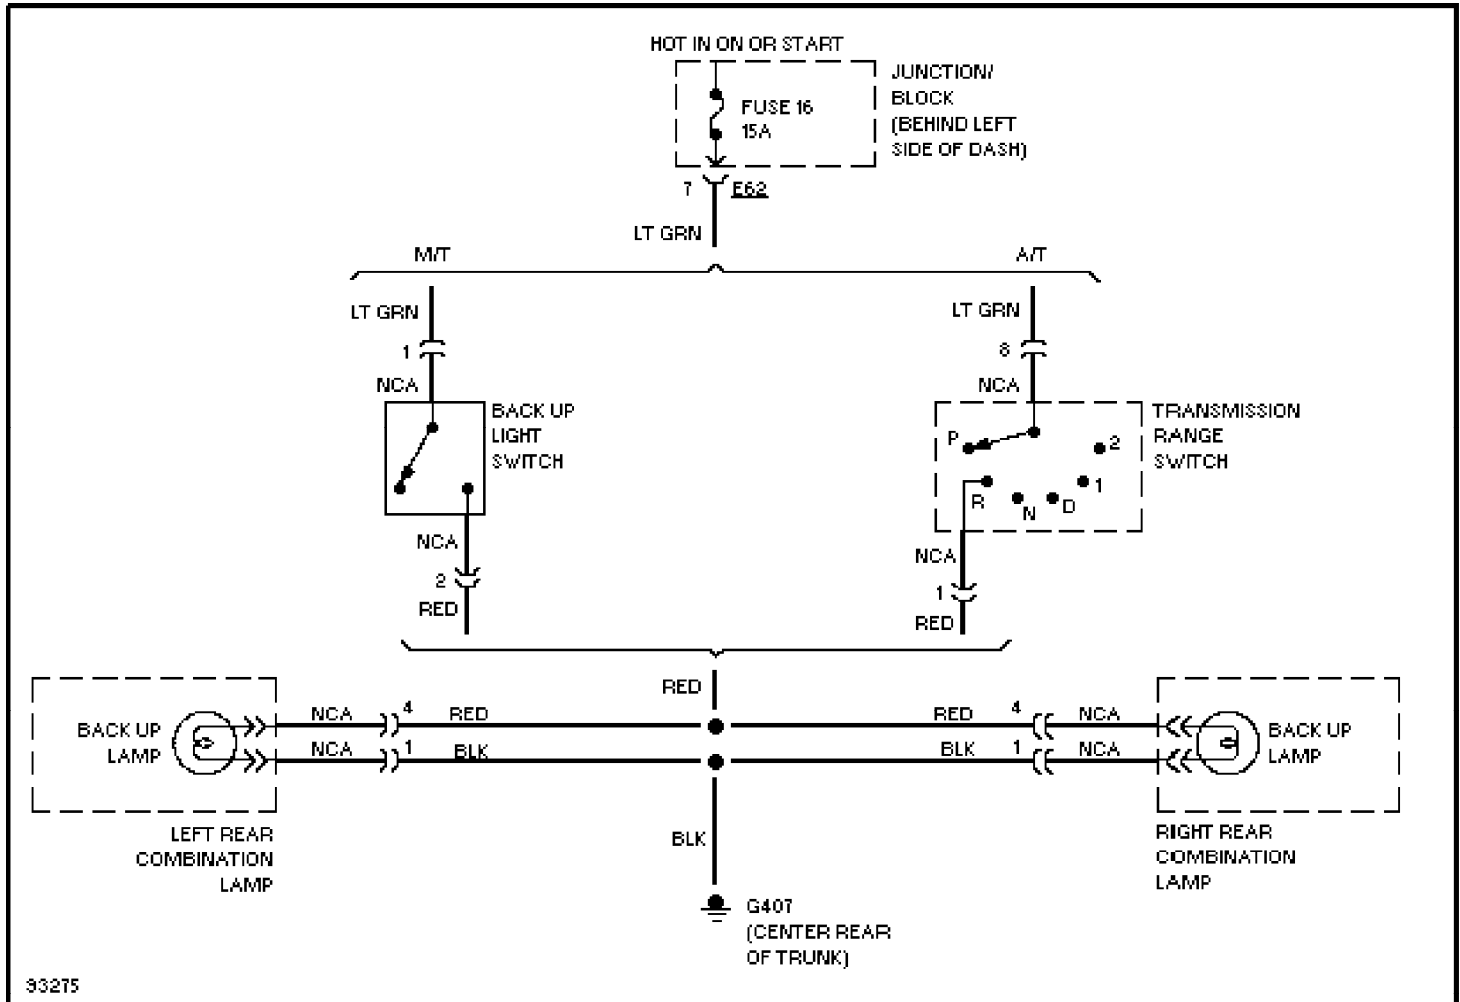 HOT IN ON OR START
JUNCTION/
BLOCK
(BEHIND LEFT
SIDE OF DASH)
FUSE 16
15A
7
E62
LT GRN
M/T
A/T
LT GRN
LT GRN
1
8
NCA
NCA
BACK UP
LIGHT
SWITCH
TRANSMISSION
RANGE
SWITCH
P
2
R
N
D
1
NCA
NCA
2
1
RED
RED
RED
NCA
4
RED
RED
4
NCA
BACK UP
LAMP
BACK UP
LAMP
NCA
1
BLK
BLK
1
NCA
LEFT REAR
COMBINATION
LAMP
BLK
RIGHT REAR
COMBINATION
LAMP
G407
(CENTER REAR
OF TRUNK)
93275